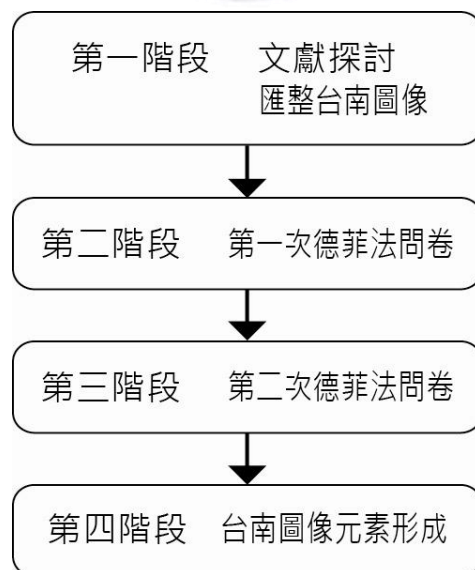 第一階段 文獻探討
匯整台南圖像
第二階段 第一次德菲法問卷
第三階段 第二次德菲法問卷
第四階段 台南圖像元素形成